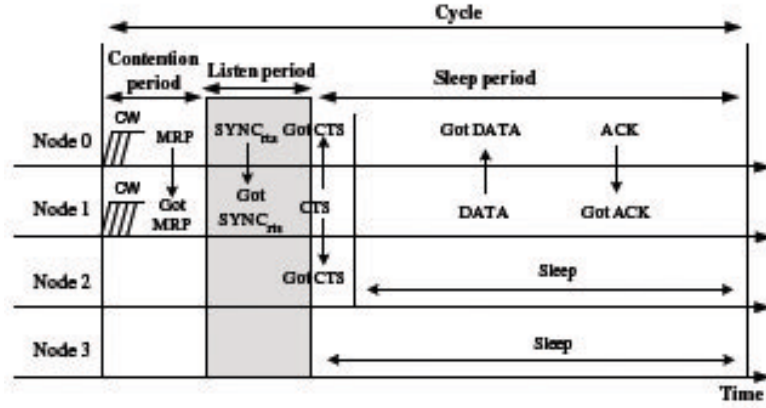 Cycle
Contention period
Listen period
Sleep period
Node 0
CW
MRP
SYNCrts
Got CTS
Got DATA
ACK
Node 1
CW
Got MRP
Got SYNCrts
CTS
DATA
Got ACK
Node 2
Got CTS
Sleep
Node 3
Sleep
Time